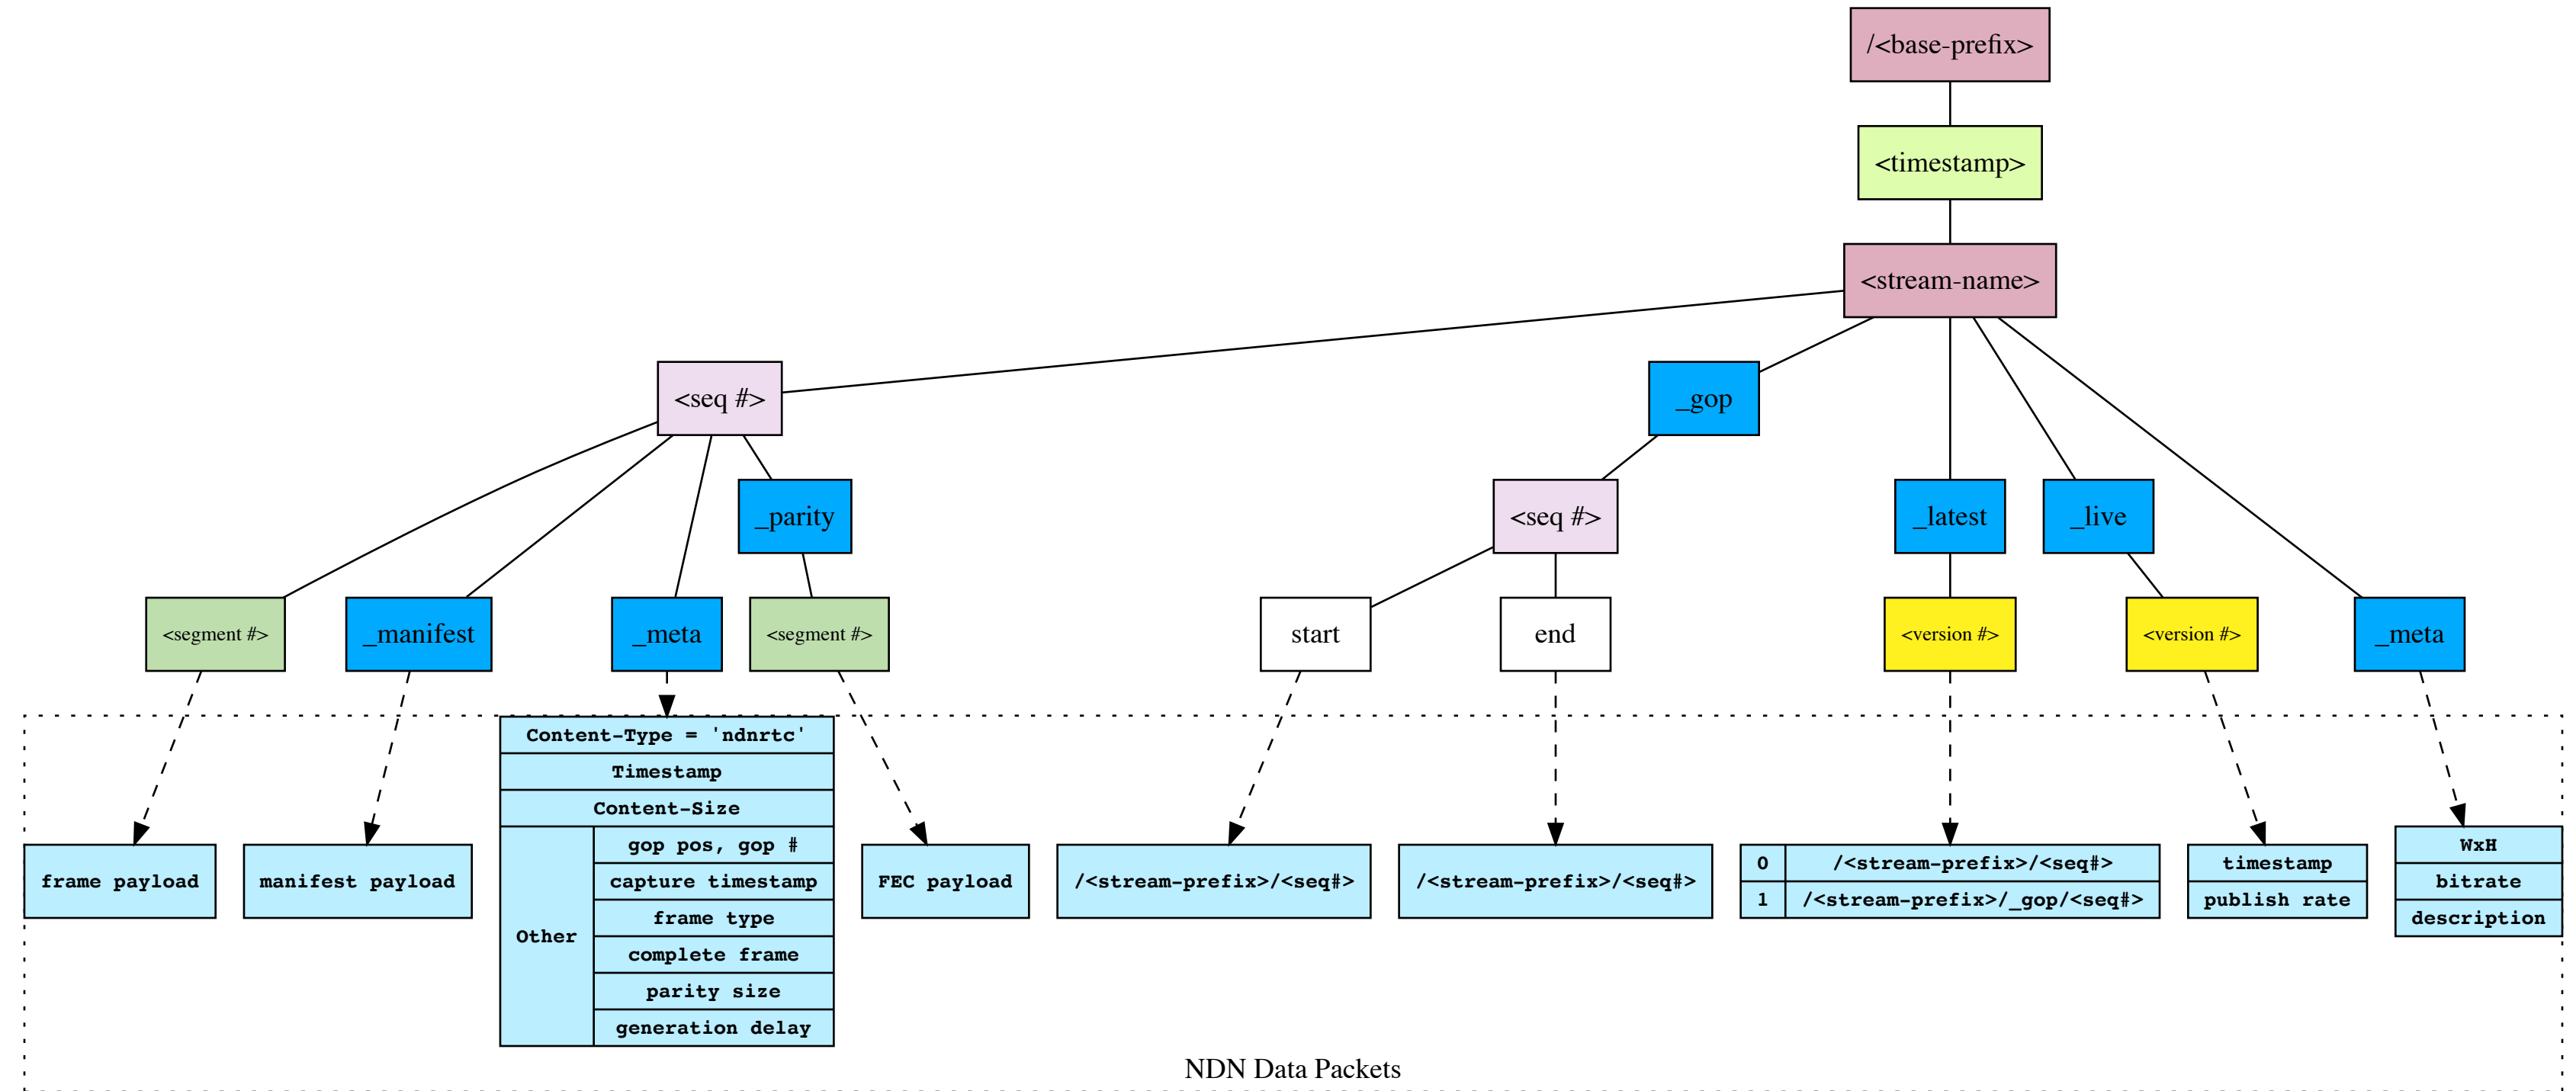 /<base-prefix>
<timestamp>
<stream-name>
<seq #>
_gop
_parity
<seq #>
_latest
_live
<segment #>
_manifest
_meta
<segment #>
start
end
<version #>
<version #>
_meta
frame payload
manifest payload
Content-Type = 'ndnrtc'
Timestamp
Content-Size
Other
gop pos, gop #
capture timestamp
frame type
complete frame
parity size
generation delay
FEC payload
/<stream-prefix>/<seq#>
/<stream-prefix>/<seq#>
0 /<stream-prefix>/<seq#>
1 /<stream-prefix>/_gop/<seq#>
timestamp
publish rate
WxH
bitrate
description
NDN Data Packets